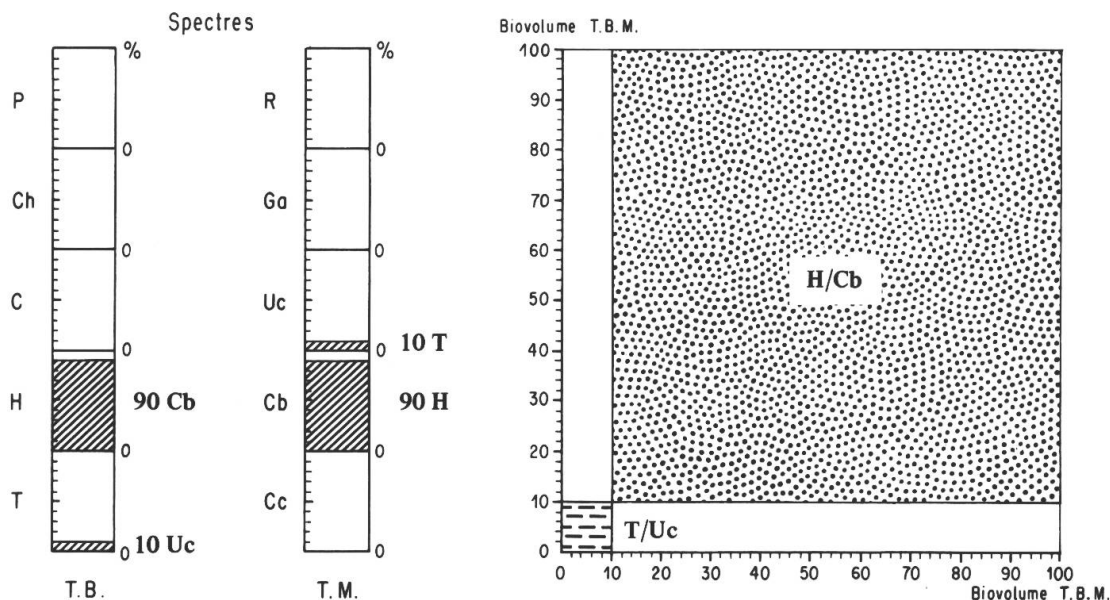 Spectres
%
P
0
Ch
0
C
0
H
90 Cb
0
T
10 Uc
0
T.B.
%
R
0
Ga
0
Uc
10 T
0
Cb
90 H
0
Cc
0
T.M.
Biovolume T.B.M.
100
90
80
70
60
50
40
30
20
10
0
H/Cb
T/Uc
0 10 20 30 40 50 60 70 80 90 100
Biovolume T.B.M.